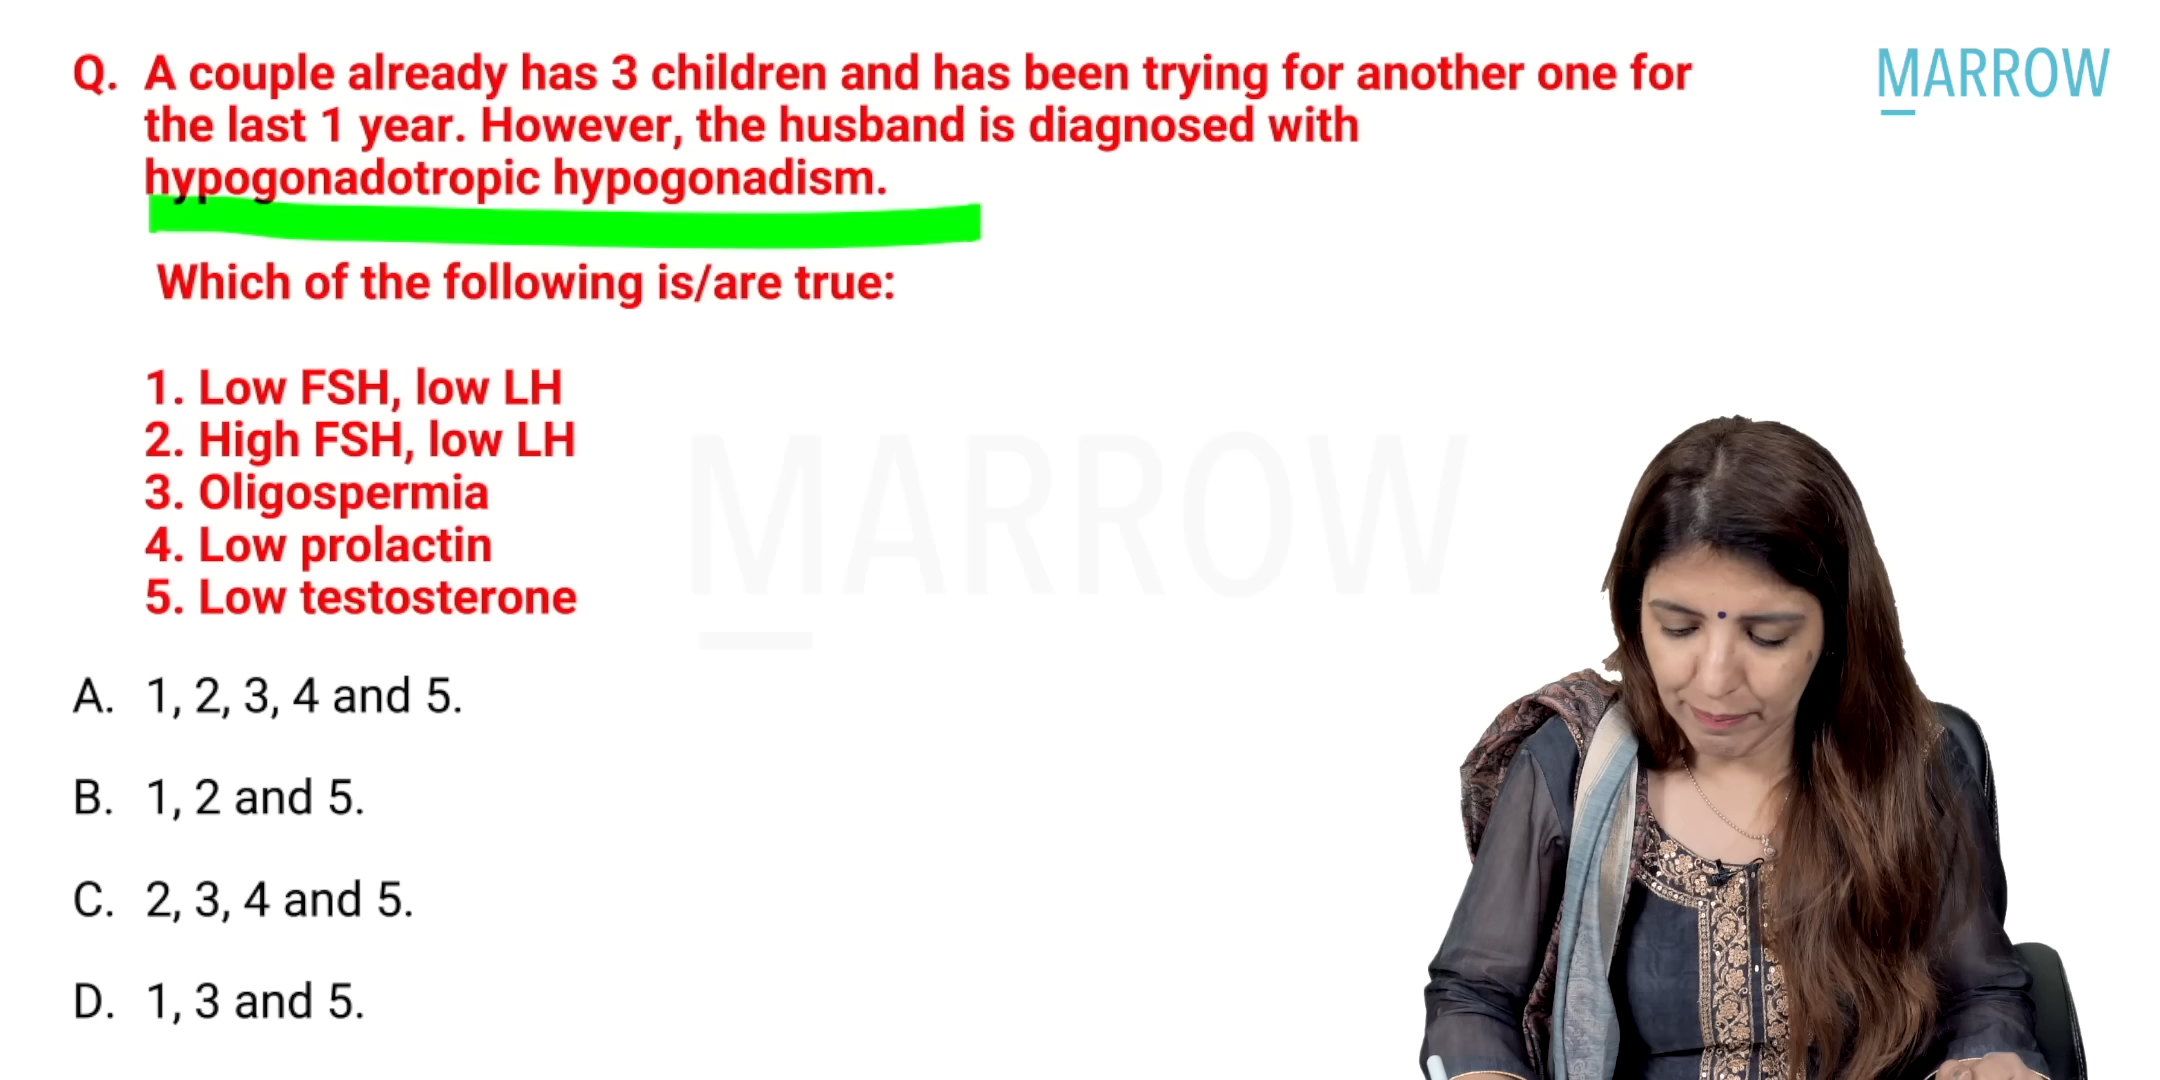 Q. A couple already has 3 children and has been trying for another one for
the last 1 year. However, the husband is diagnosed with
hypogonadotropic hypogonadism.
MARROW
Which of the following is/are true:
1. Low FSH, low LH
2. High FSH, low LH
3. Oligospermia
4. Low prolactin
5. Low testosterone
MARROW
A. 1, 2, 3, 4 and 5.
B. 1, 2 and 5.
C. 2, 3, 4 and 5.
D. 1, 3 and 5.